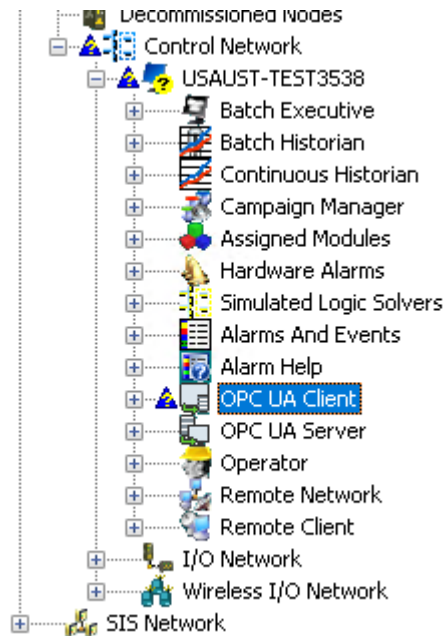 Decommissioned Nodes
Control Network
USAUST-TEST3538
Batch Executive
Batch Historian
Continuous Historian
Campaign Manager
Assigned Modules
Hardware Alarms
Simulated Logic Solvers
Alarms And Events
Alarm Help
OPC UA Client
OPC UA Server
Operator
Remote Network
Remote Client
I/O Network
Wireless I/O Network
SIS Network